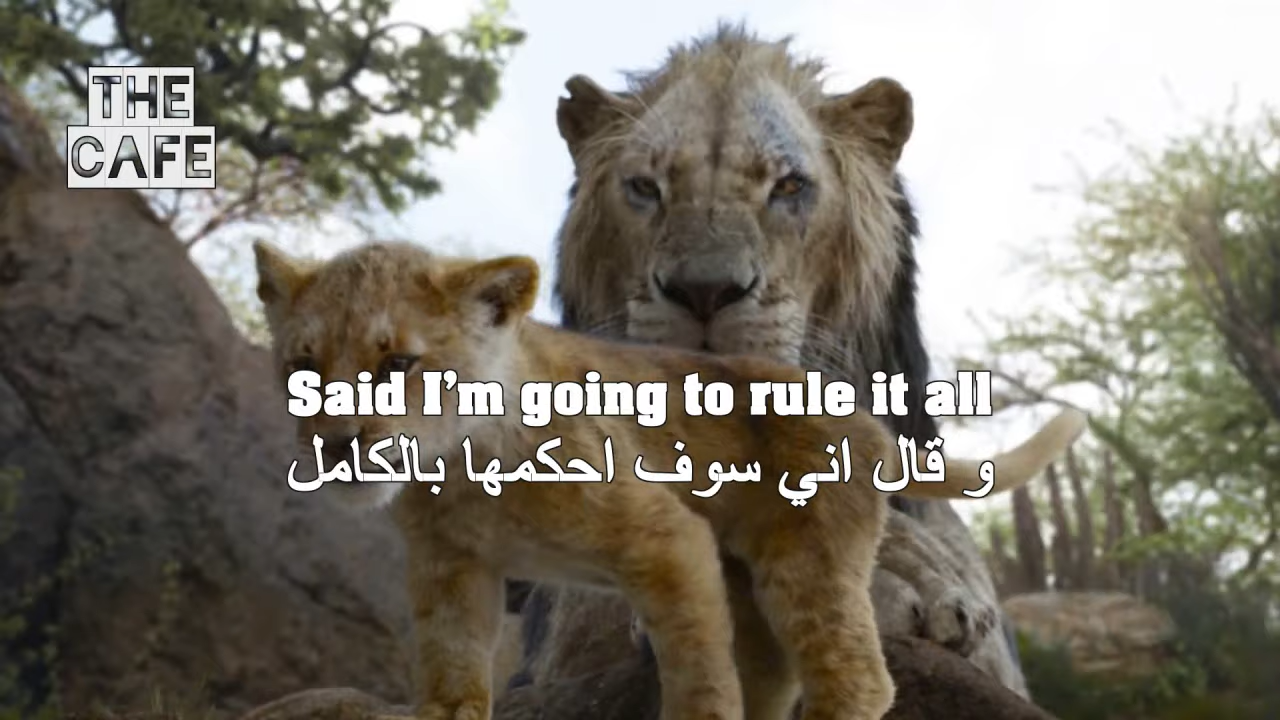 THE
CAFE
Said I'm going to rule it all
و قال اني سوف احكمها بالكامل